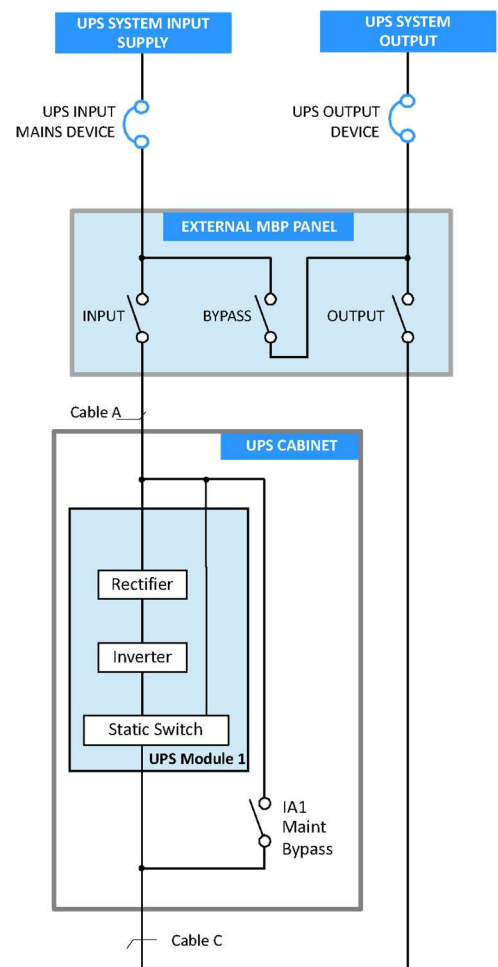 UPS SYSTEM INPUT
SUPPLY
UPS SYSTEM
OUTPUT
UPS INPUT
MAINS DEVICE
UPS OUTPUT
DEVICE
EXTERNAL MBP PANEL
INPUT
BYPASS
OUTPUT
Cable A
UPS CABINET
Rectifier
Inverter
Static Switch
UPS Module 1
IA1
Maint
Bypass
Cable C